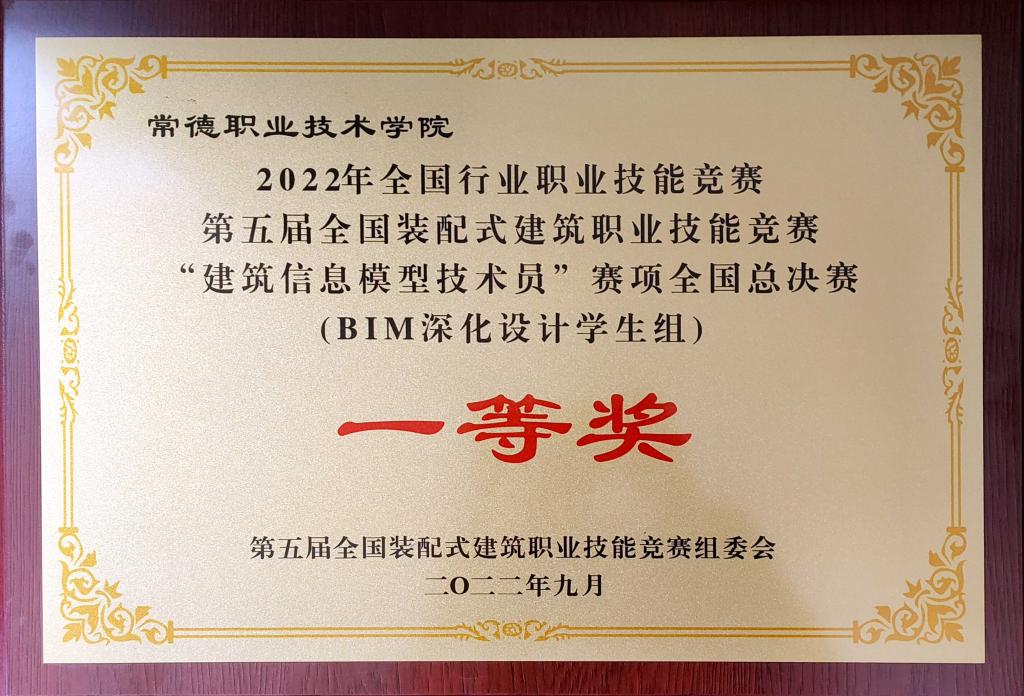 常德职业技术学院
2022年全国行业职业技能竞赛
第五届全国装配式建筑职业技能竞赛
“建筑信息模型技术员”赛项全国总决赛
(BIM深化设计学生组)
一等奖
第五届全国装配式建筑职业技能竞赛组委会
二〇二二年九月